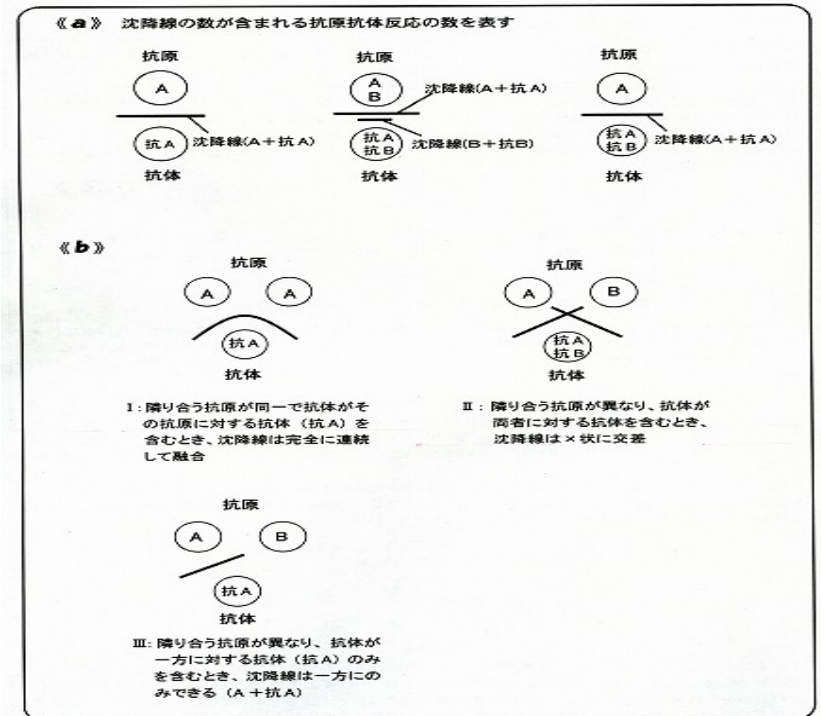 《a》 沈降線の数が含まれる抗原抗体反応の数を表す
抗原
A
抗A
沈降線(A+抗A)
抗体
抗原
A
B
沈降線(A+抗A)
抗A
抗B
沈降線(B+抗B)
抗体
抗原
A
抗A
抗B
沈降線(A+抗A)
抗体
《b》
抗原
A
A
抗A
抗体
I:隣り合う抗原が同一で抗体がそ
の抗原に対する抗体(抗A)を
含むとき、沈降線は完全に連続
して融合
抗原
A
B
抗A
抗B
抗体
II:隣り合う抗原が異なり、抗体が
両者に対する抗体を含むとき、
沈降線は×状に交差
抗原
A
B
抗A
抗体
III:隣り合う抗原が異なり、抗体が
一方に対する抗体(抗A)のみ
を含むとき、沈降線は一方にの
みできる(A+抗A)